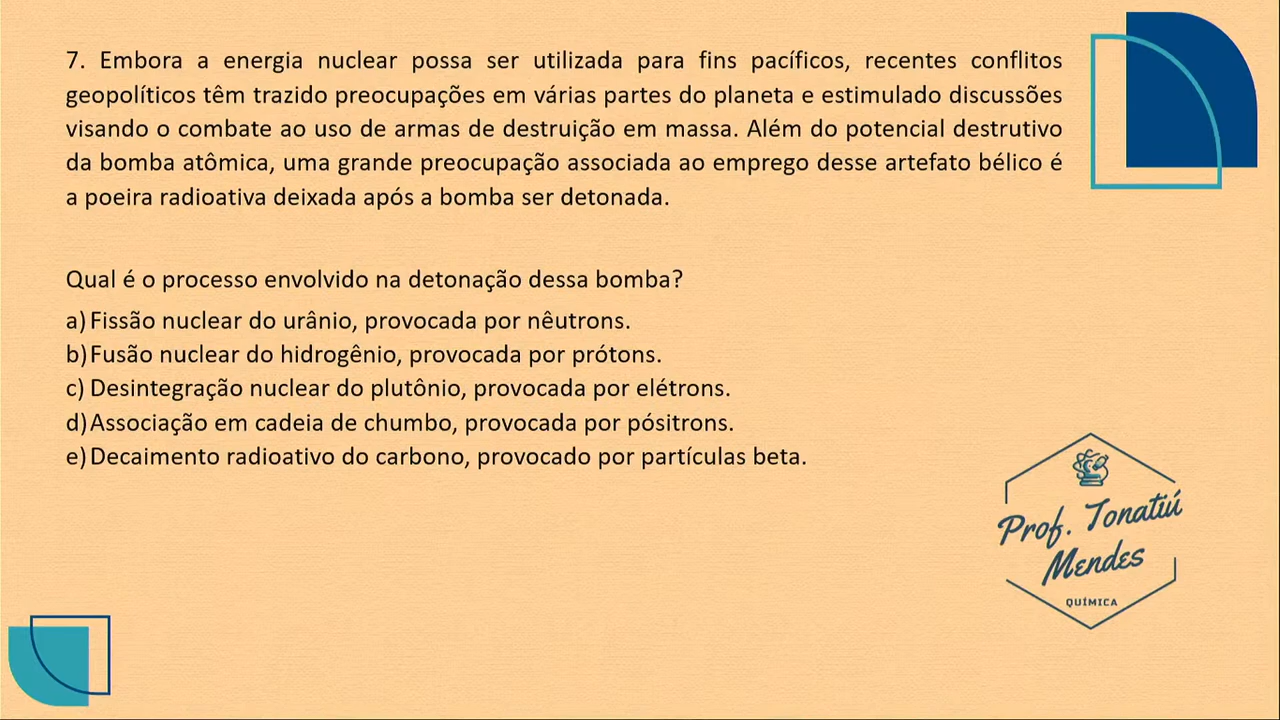 7. Embora a energia nuclear possa ser utilizada para fins pacíficos, recentes conflitos
geopolíticos têm trazido preocupações em várias partes do planeta e estimulado discussões
visando o combate ao uso de armas de destruição em massa. Além do potencial destrutivo
da bomba atômica, uma grande preocupação associada ao emprego desse artefato bélico é
a poeira radioativa deixada após a bomba ser detonada.
Qual é o processo envolvido na detonação dessa bomba?
a) Fissão nuclear do urânio, provocada por nêutrons.
b) Fusão nuclear do hidrogênio, provocada por prótons.
c) Desintegração nuclear do plutônio, provocada por elétrons.
d) Associação em cadeia de chumbo, provocada por pósitrons.
e) Decaimento radioativo do carbono, provocado por partículas beta.
Prof. Tonatiú
Mendes
QUÍMICA